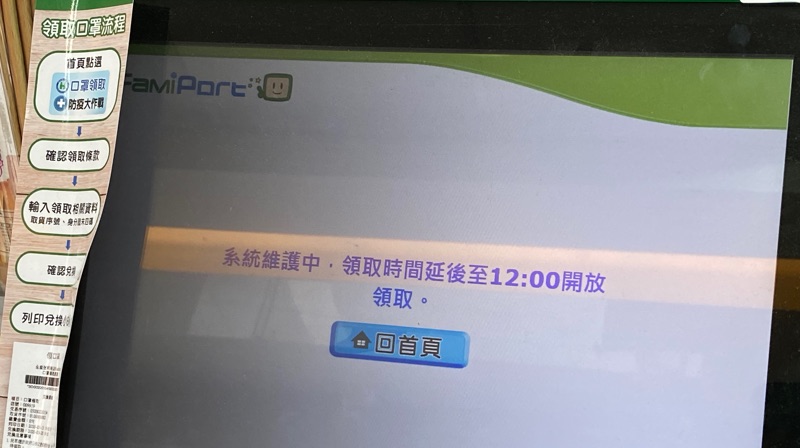 領取口罩流程
首頁點選
口罩領取
防疫大作戰
確認領取條款
輸入領取相關資料
取貨序號、身分證末四碼
確認兌
列印兌換
FamiPort
系統維護中，領取時間延後至12:00開放
領取。
回首頁